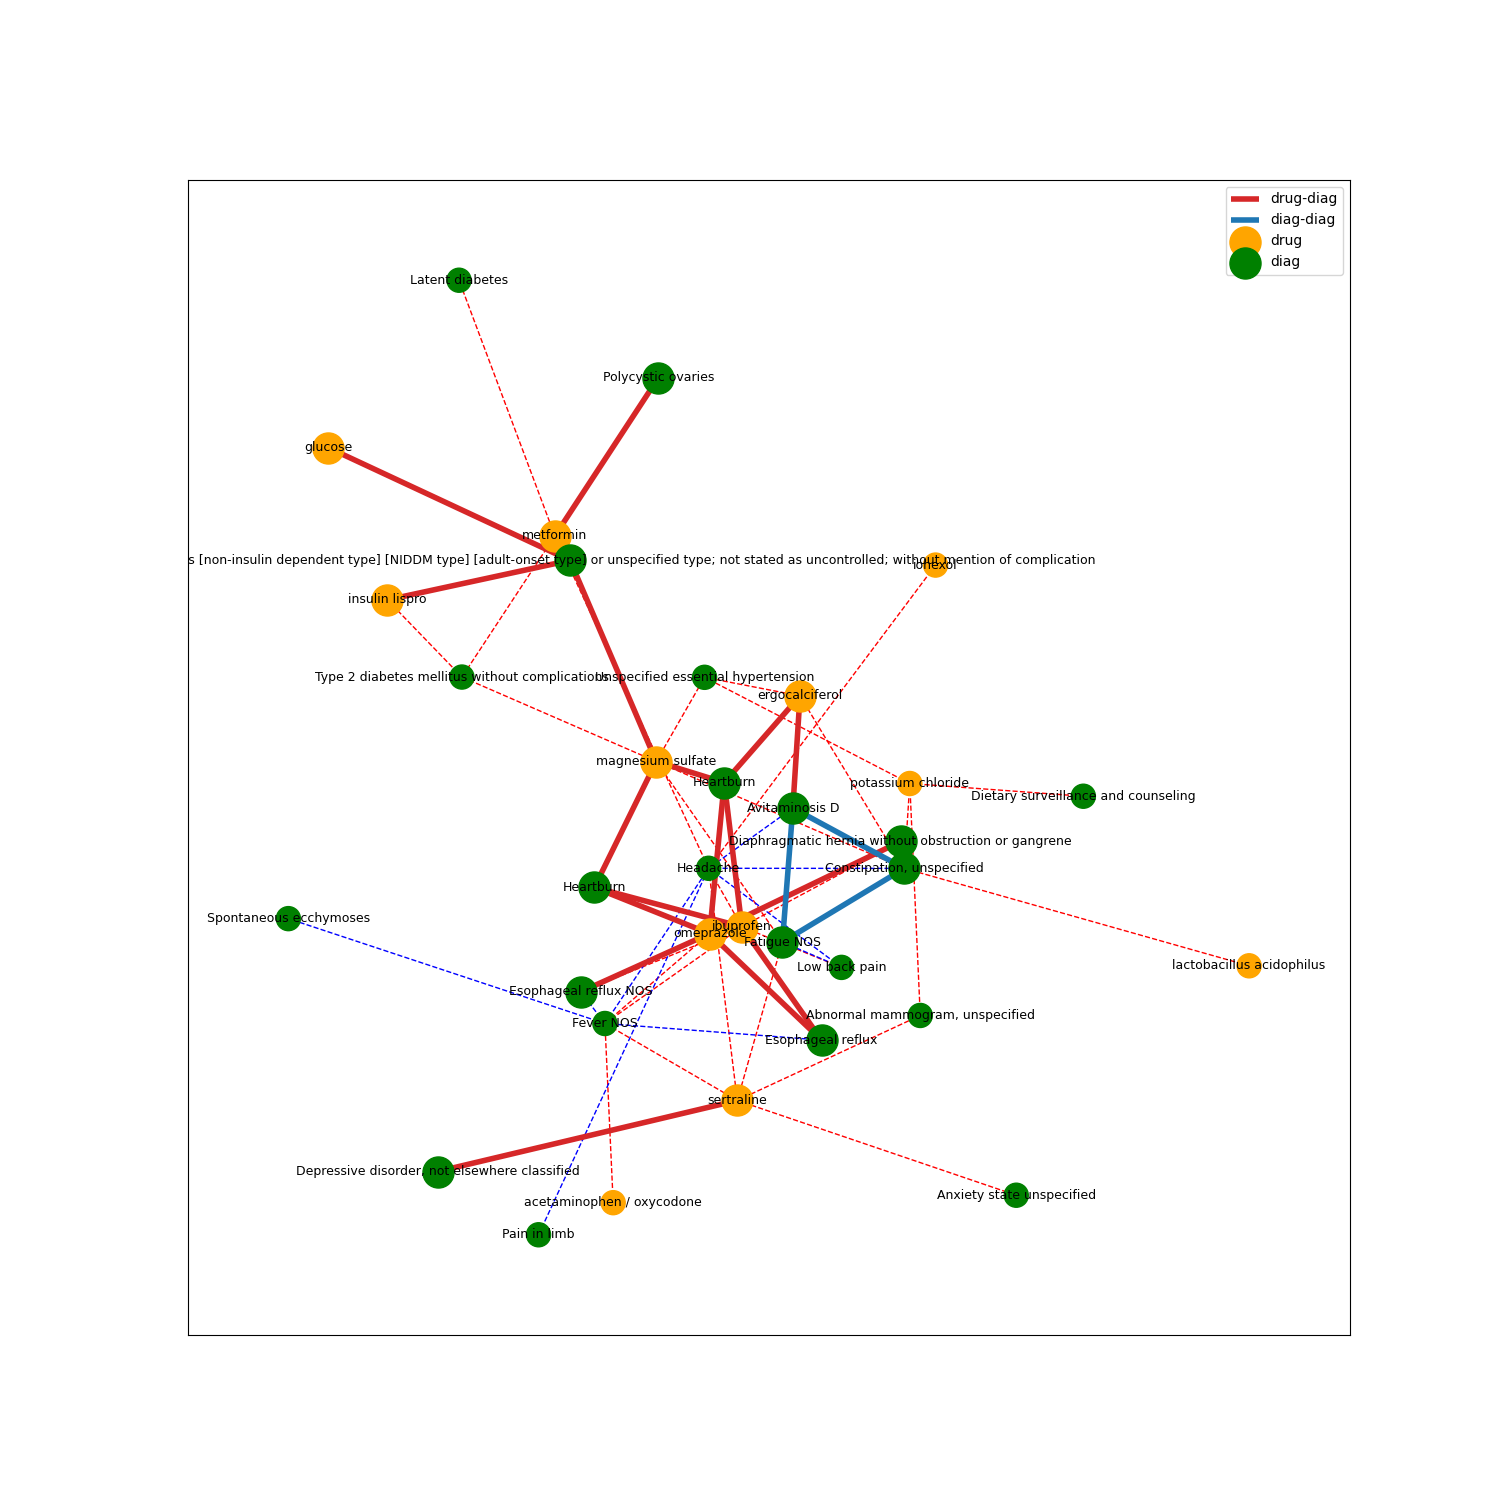 drug-diag
diag-diag
drug
diag
Latent diabetes
Polycystic ovaries
glucose
metformin
s [non-insulin dependent type] [NIDDM type] [adult-onset type] or unspecified type; not stated as uncontrolled; without mention of complication
iohexol
insulin lispro
Type 2 diabetes mellitus without complications
Unspecified essential hypertension
ergocalciferol
magnesium sulfate
Heartburn
potassium chloride
Dietary surveillance and counseling
Avitaminosis D
Diaphragmatic hernia without obstruction or gangrene
Headache
Constipation, unspecified
Heartburn
Spontaneous ecchymoses
ibuprofen
omeprazole
Fatigue NOS
Low back pain
lactobacillus acidophilus
Esophageal reflux NOS
Abnormal mammogram, unspecified
Fever NOS
Esophageal reflux
sertraline
Depressive disorder, not elsewhere classified
Anxiety state unspecified
acetaminophen / oxycodone
Pain in limb